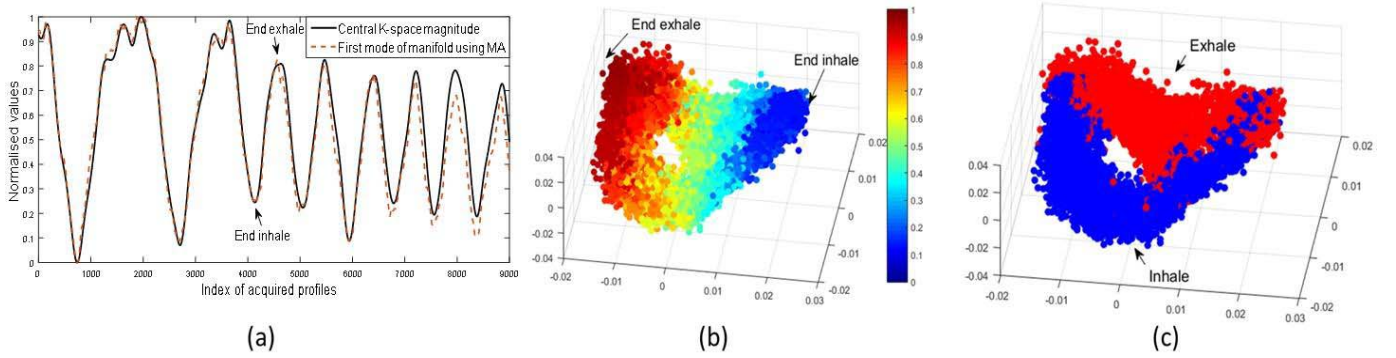 1
0.9
0.8
0.7
0.6
0.5
0.4
0.3
0.2
0.1
0
Normalised values
End exhale
Central K-space magnitude
First mode of manifold using MA
End inhale
0 1000 2000 3000 4000 5000 6000 7200 8000 9000
Index of acquired profiles
(a)
End exhale
End inhale
0.04
0.02
0
-0.02
-0.04
-0.02 -0.01 0 0.01 0.02 0.03
-0.02
-0.01
0
0.01
0.02
1
0.9
0.8
0.7
0.6
0.5
0.4
0.3
0.2
0.1
0
(b)
Exhale
Inhale
0.04
0.02
0
-0.02
-0.04
-0.02 -0.01 0 0.01 0.02 0.03
-0.02
-0.01
0
0.01
0.02
(c)